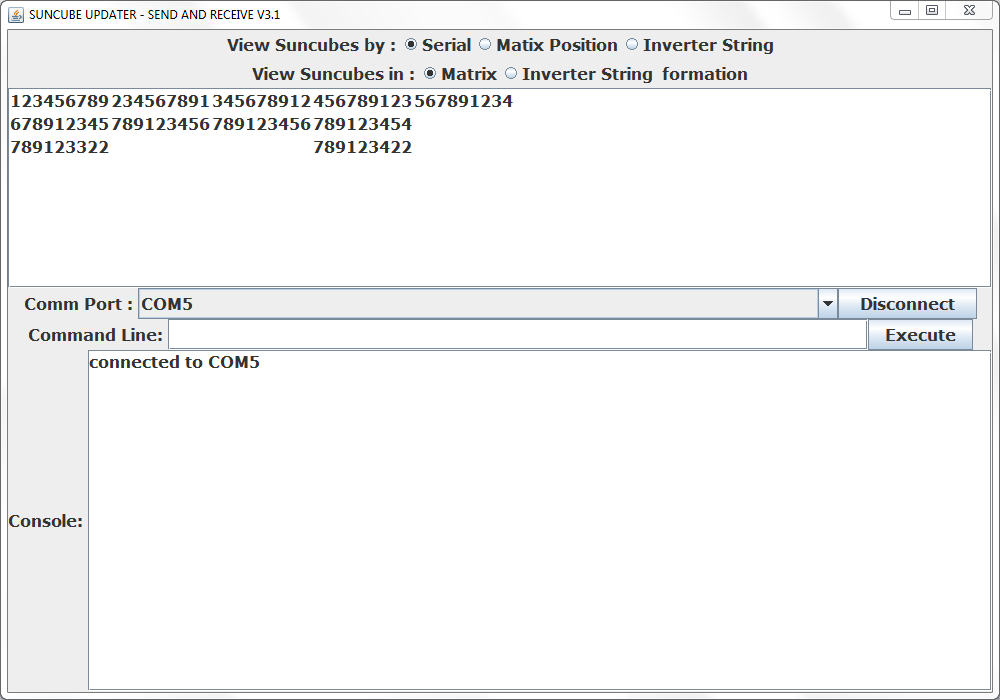 SUNCUBE UPDATER - SEND AND RECEIVE V3.1
View Suncubes by : Serial Matix Position Inverter String
View Suncubes in : Matrix Inverter String formation
123456789 234567891 345678912 456789123 567891234
678912345 789123456 789123456 789123454
789123322 789123422
Comm Port : COM5 Disconnect
Command Line: Execute
connected to COM5
Console: